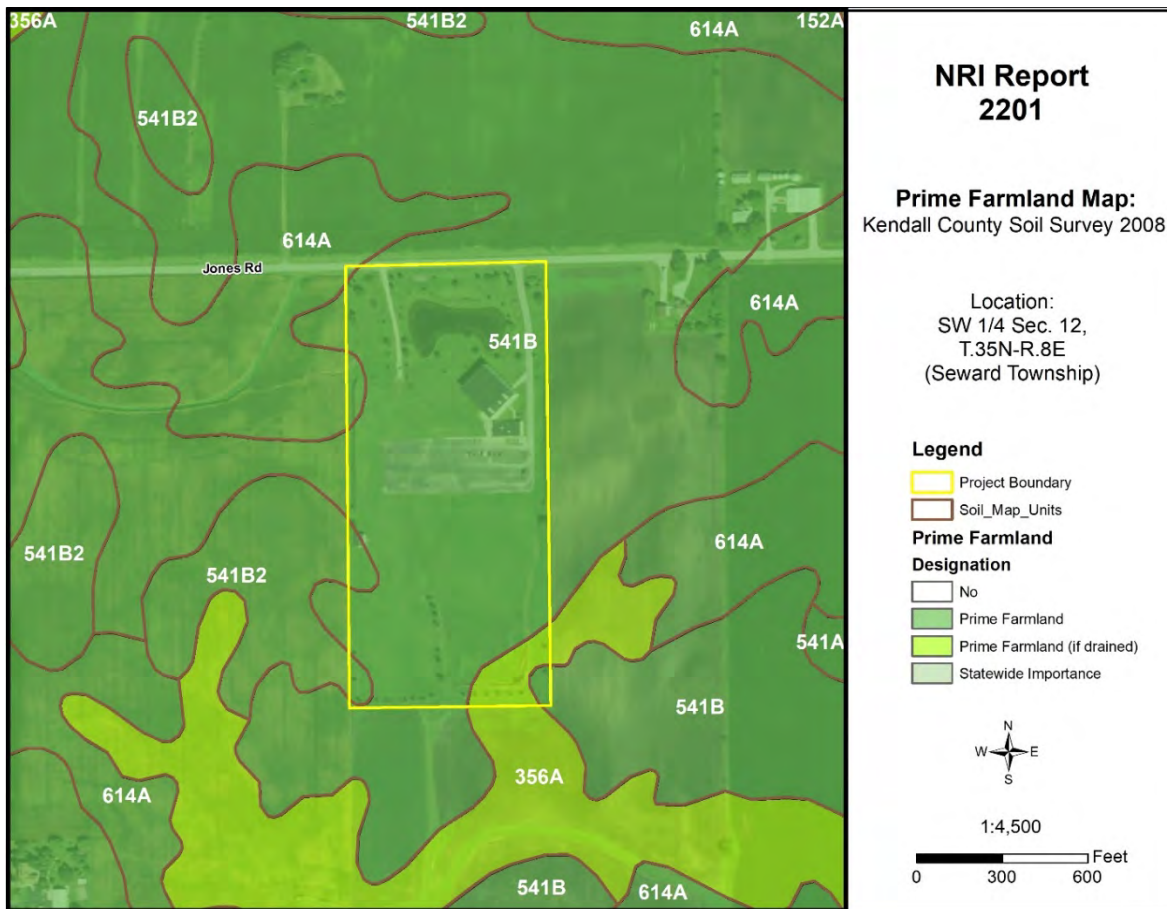 356A
541B2
614A
152A
541B2
614A
Jones Rd
541B
614A
614A
541B2
541B2
541A
541B
356A
614A
541B
614A
NRI Report
2201
Prime Farmland Map:
Kendall County Soil Survey 2008
Location:
SW 1/4 Sec. 12,
T.35N-R.8E
(Seward Township)
Legend
Project Boundary
Soil_Map_Units
Prime Farmland
Designation
No
Prime Farmland
Prime Farmland (if drained)
Statewide Importance
N
W E
S
1:4,500
Feet
0 300 600